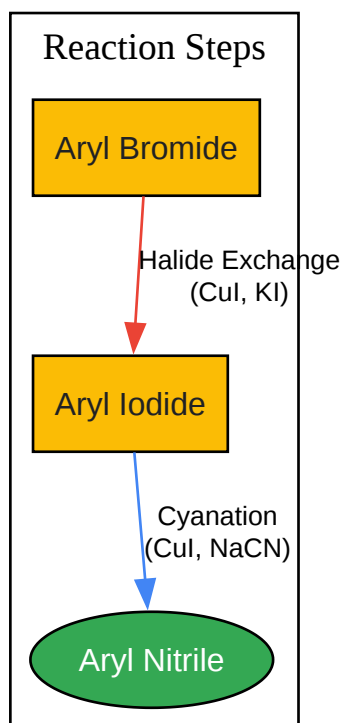 Reaction Steps
Aryl Bromide
Halide Exchange
(CuI, KI)
Aryl Iodide
Cyanation
(CuI, NaCN)
Aryl Nitrile